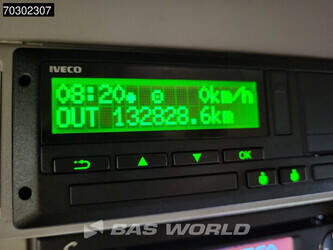 70302307
IVECO
08:20 0km/h
OUT 132828.6km
OK
BAS WORLD